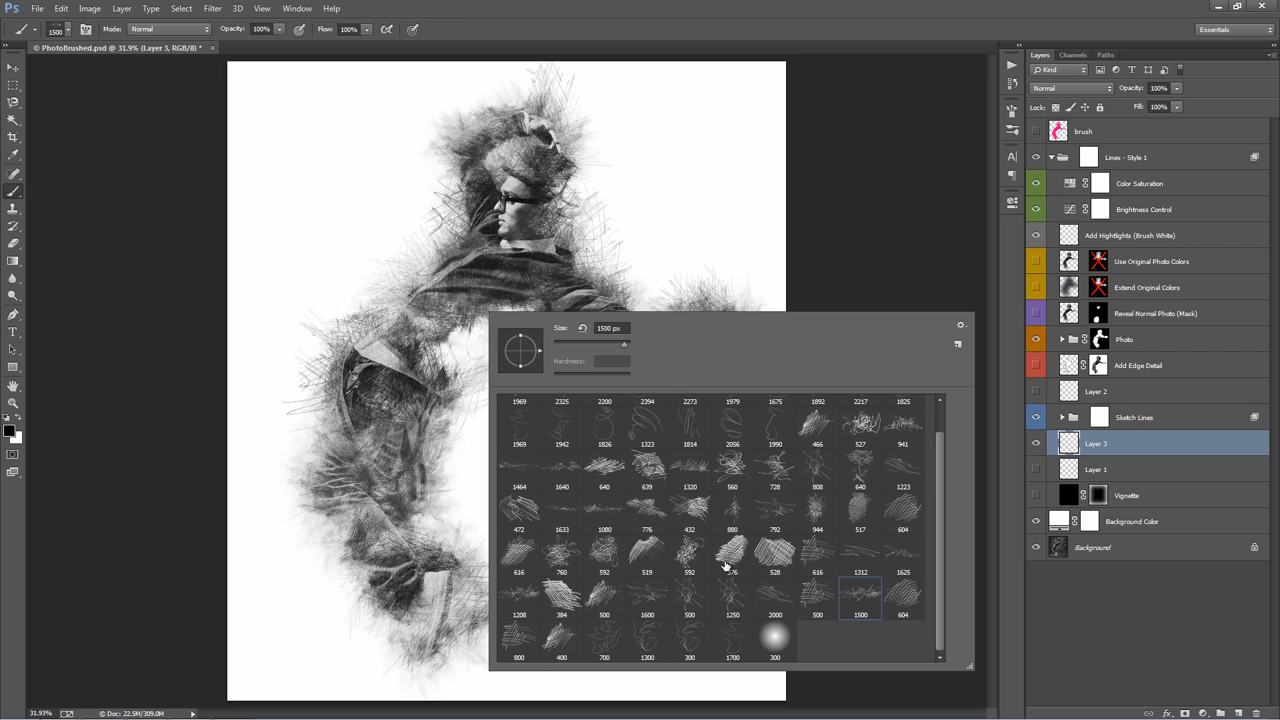 Ps File Edit Image Layer Type Select Filter 3D View Window Help
1500 Mode: Normal Opacity: 100% Flow: 100% Essentials
© PhotoBrushed.psd @ 31.9% (Layer 3, RGB/8) * ×
Layers Channels Paths
Kind
Normal Opacity: 100%
Lock: Fill: 100%
brush
Lines - Style 1
Color Saturation
Brightness Control
Add Hightlights (Brush White)
Use Original Photo Colors
Extend Original Colors
Reveal Normal Photo (Mask)
Photo
Add Edge Detail
Layer 2
Sketch Lines
Layer 3
Layer 1
Vignette
Background Color
Background
Size: 1500 px
Hardness:
1969 2325 2200 2394 2273 1979 1675 1892 2217 1825
1969 1942 1826 1323 1814 2056 1990 466 527 941
1464 1640 640 639 1320 560 728 808 640 1223
472 1633 1080 776 432 880 792 944 517 604
616 760 592 519 592 576 528 616 1312 1625
1208 384 500 1600 500 1250 2000 500 1500 604
800 400 700 1300 300 1700 300
31.93% Doc: 22.5M/309.0M